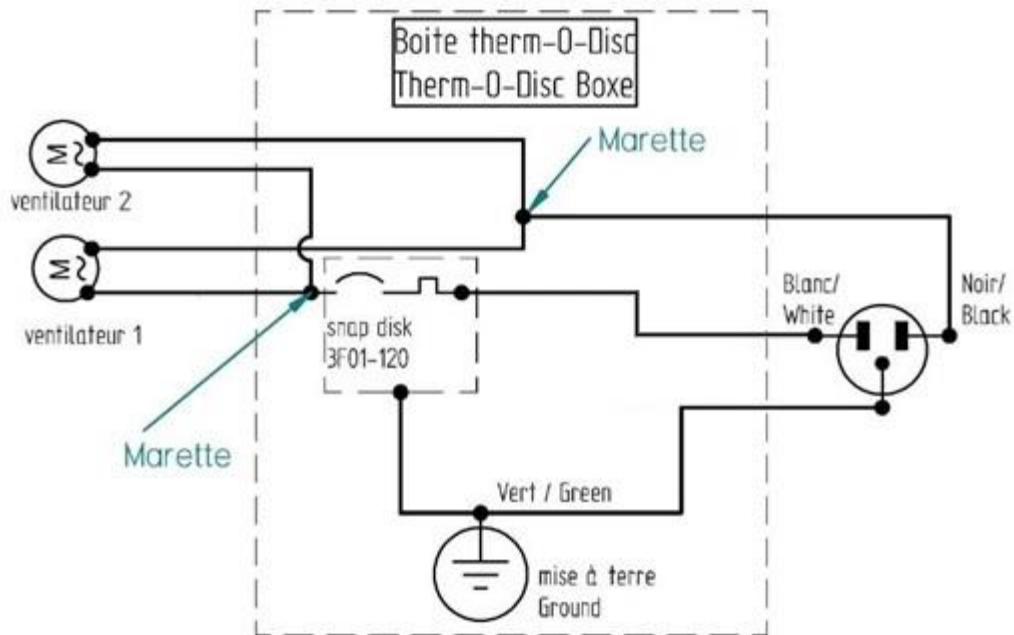 Boite therm-O-Disc
Therm-O-Disc Boxe
Marette
M
ventilateur 2
M
ventilateur 1
snap disk
3F01-120
Blanc/
White
Noir/
Black
Marette
Vert / Green
mise à terre
Ground